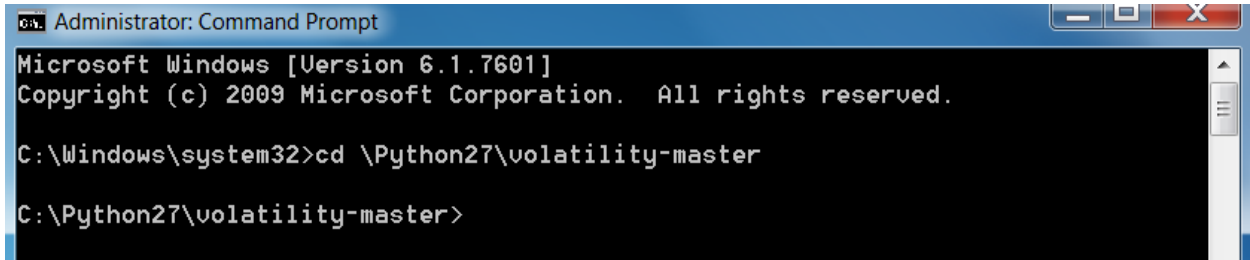 Administrator: Command Prompt
Microsoft Windows [Version 6.1.7601]
Copyright (c) 2009 Microsoft Corporation.  All rights reserved.
C:\Windows\system32>cd \Python27\volatility-master
C:\Python27\volatility-master>